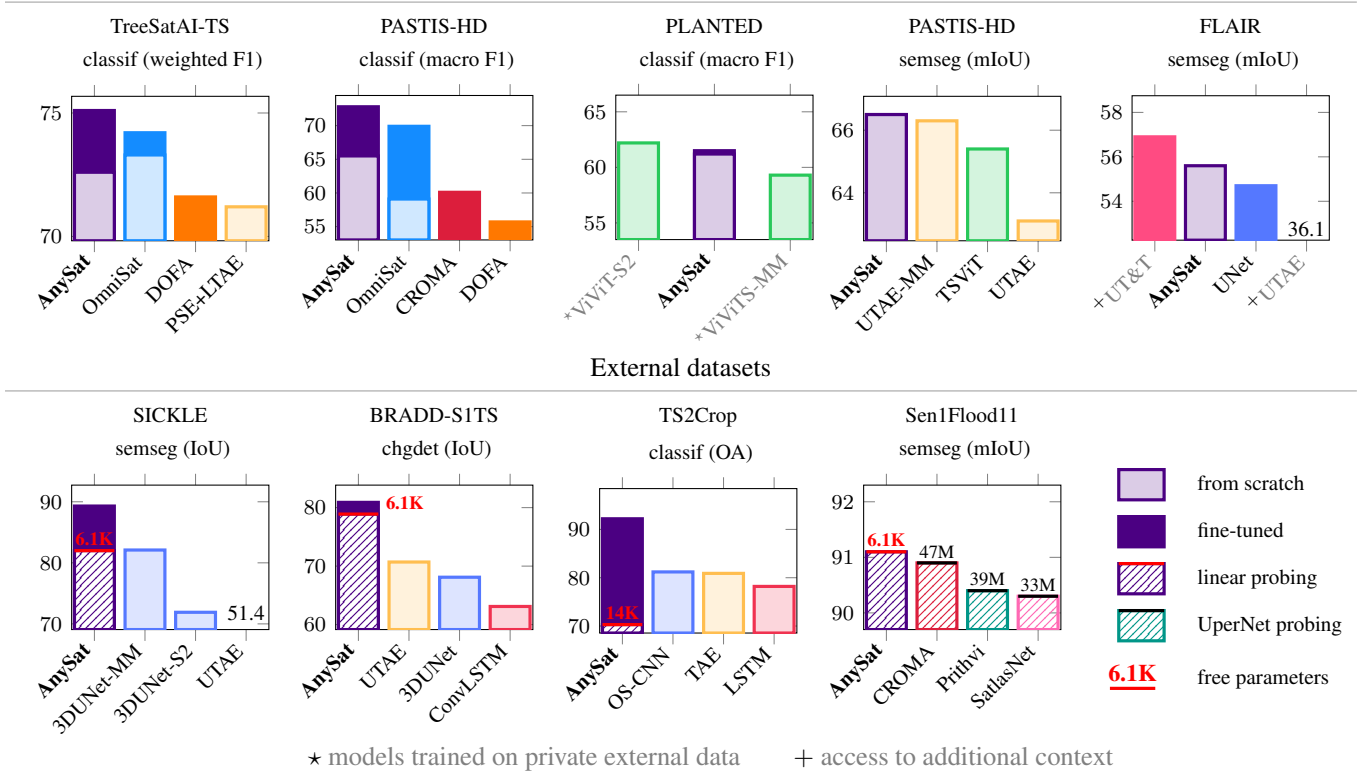 TreeSatAI-TS
classif (weighted F1)
75
70
AnySat
OmniSat
DOFA
PSE+LTAE
PASTIS-HD
classif (macro F1)
70
65
60
55
AnySat
OmniSat
CROMA
DOFA
PLANTED
classif (macro F1)
65
60
55
⋆ViViT-S2
AnySat
⋆ViViTS-MM
PASTIS-HD
semseg (mIoU)
66
64
AnySat
UTAE-MM
TSViT
UTAE
FLAIR
semseg (mIoU)
58
56
54
36.1
+UT&T
AnySat
UNet
+UTAE
External datasets
SICKLE
semseg (IoU)
90
80
70
6.1K
51.4
AnySat
3DUNet-MM
3DUNet-S2
UTAE
BRADD-S1TS
chgdet (IoU)
80
70
60
6.1K
AnySat
UTAE
3DUNet
ConvLSTM
TS2Crop
classif (OA)
90
80
70
14K
AnySat
OS-CNN
TAE
LSTM
Sen1Flood11
semseg (mIoU)
92
91
90
6.1K
47M
39M
33M
AnySat
CROMA
Prithvi
SatlasNet
from scratch
fine-tuned
linear probing
UperNet probing
6.1K free parameters
⋆ models trained on private external data + access to additional context